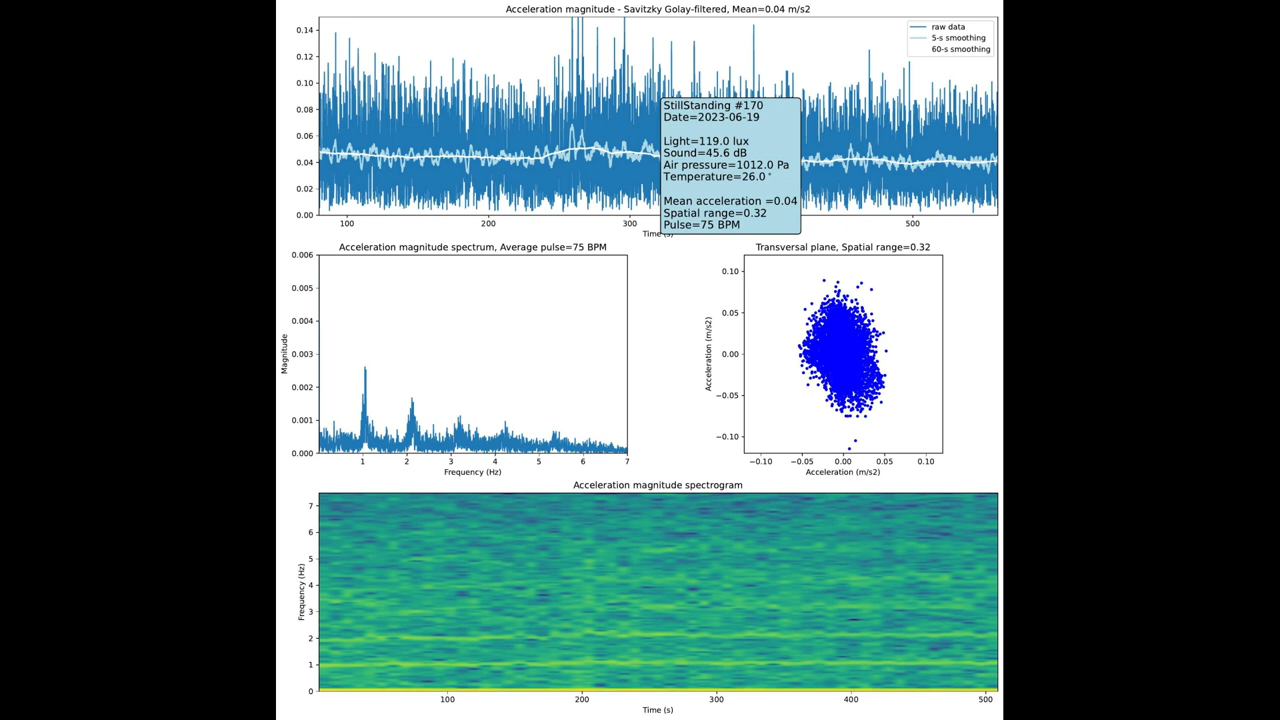 Acceleration magnitude - Savitzky Golay-filtered, Mean=0.04 m/s2
0.14
0.12
0.10
0.08
0.06
0.04
0.02
0.00
raw data
5-s smoothing
60-s smoothing
StillStanding #170
Date=2023-06-19
Light=119.0 lux
Sound=45.6 dB
Air pressure=1012.0 Pa
Temperature=26.0°
Mean acceleration =0.04
Spatial range=0.32
Pulse=75 BPM
100 200 300 500
Time (s)
Acceleration magnitude spectrum, Average pulse=75 BPM
0.006
0.005
0.004
0.003
0.002
0.001
0.000
Magnitude
1 2 3 4 5 6 7
Frequency (Hz)
Transversal plane, Spatial range=0.32
0.10
0.05
0.00
−0.05
−0.10
Acceleration (m/s2)
−0.10 −0.05 0.00 0.05 0.10
Acceleration (m/s2)
Acceleration magnitude spectrogram
7
6
5
4
3
2
1
0
Frequency (Hz)
100 200 300 400 500
Time (s)